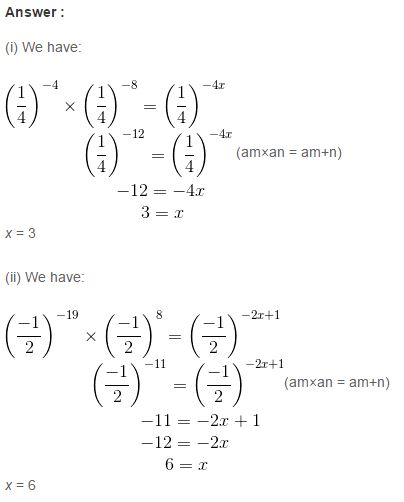 Answer :
(i) We have:
(1/4)^−4 × (1/4)^−8 = (1/4)^−4x
(1/4)^−12 = (1/4)^−4x (am×an = am+n)
−12 = −4x
3 = x
x = 3
(ii) We have:
(−1/2)^−19 × (−1/2)^8 = (−1/2)^−2x+1
(−1/2)^−11 = (−1/2)^−2x+1 (am×an = am+n)
−11 = −2x + 1
−12 = −2x
6 = x
x = 6